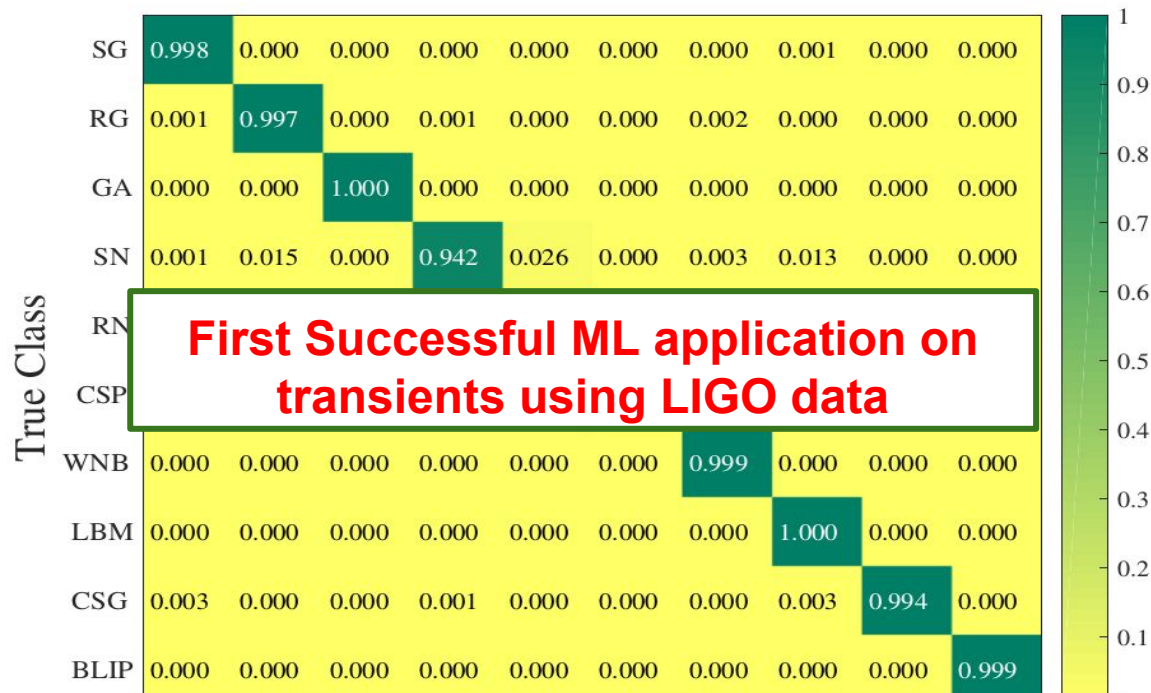 1
SG 0.998 0.000 0.000 0.000 0.000 0.000 0.000 0.001 0.000 0.000
0.9
RG 0.001 0.997 0.000 0.001 0.000 0.000 0.002 0.000 0.000 0.000
0.8
GA 0.000 0.000 1.000 0.000 0.000 0.000 0.000 0.000 0.000 0.000
0.7
SN 0.001 0.015 0.000 0.942 0.026 0.000 0.003 0.013 0.000 0.000
0.6
True Class
RN
First Successful ML application on
0.5
CSP
transients using LIGO data
0.4
WNB 0.000 0.000 0.000 0.000 0.000 0.000 0.999 0.000 0.000 0.000
0.3
LBM 0.000 0.000 0.000 0.000 0.000 0.000 0.000 1.000 0.000 0.000
0.2
CSG 0.003 0.000 0.000 0.001 0.000 0.000 0.000 0.003 0.994 0.000
0.1
BLIP 0.000 0.000 0.000 0.000 0.000 0.000 0.000 0.000 0.000 0.999